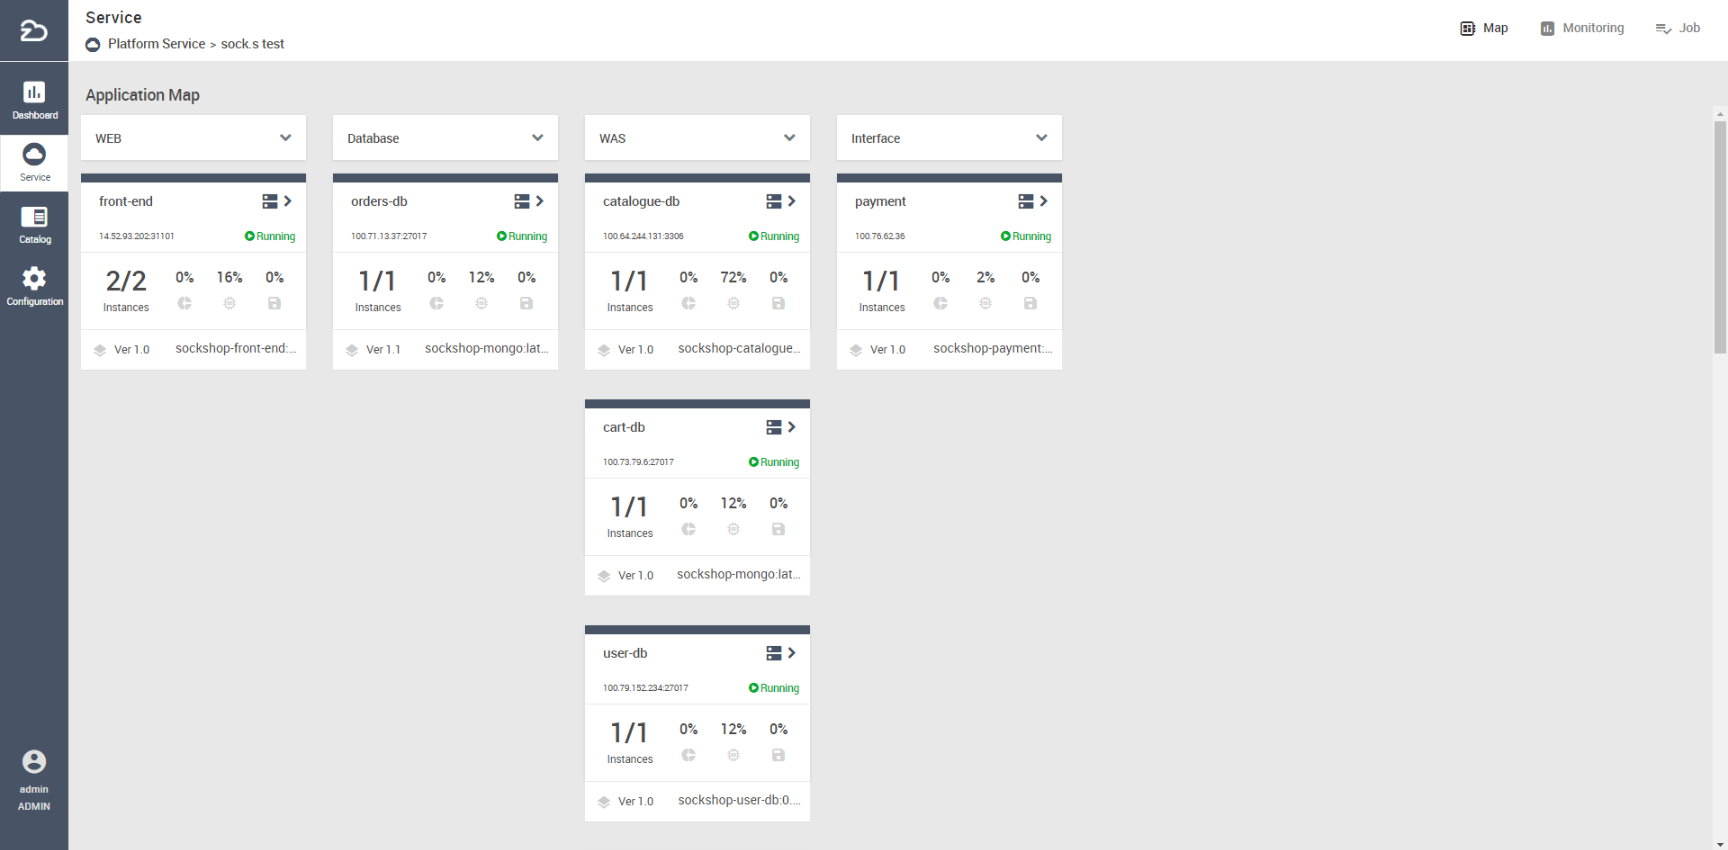 Service
Platform Service > sock.s test
Map
Monitoring
Job
Dashboard
Service
Catalog
Configuration
admin
ADMIN
Application Map
WEB
Database
WAS
Interface
front-end
14.52.93.202:31101
Running
2/2
Instances
0% 16% 0%
Ver 1.0 sockshop-front-end:...
orders-db
100.71.13.37:27017
Running
1/1
Instances
0% 12% 0%
Ver 1.1 sockshop-mongo:lat...
catalogue-db
100.64.244.131:3306
Running
1/1
Instances
0% 72% 0%
Ver 1.0 sockshop-catalogue...
payment
100.76.62.36
Running
1/1
Instances
0% 2% 0%
Ver 1.0 sockshop-payment:...
cart-db
100.73.79.6:27017
Running
1/1
Instances
0% 12% 0%
Ver 1.0 sockshop-mongo:lat...
user-db
100.79.152.234:27017
Running
1/1
Instances
0% 12% 0%
Ver 1.0 sockshop-user-db:0....